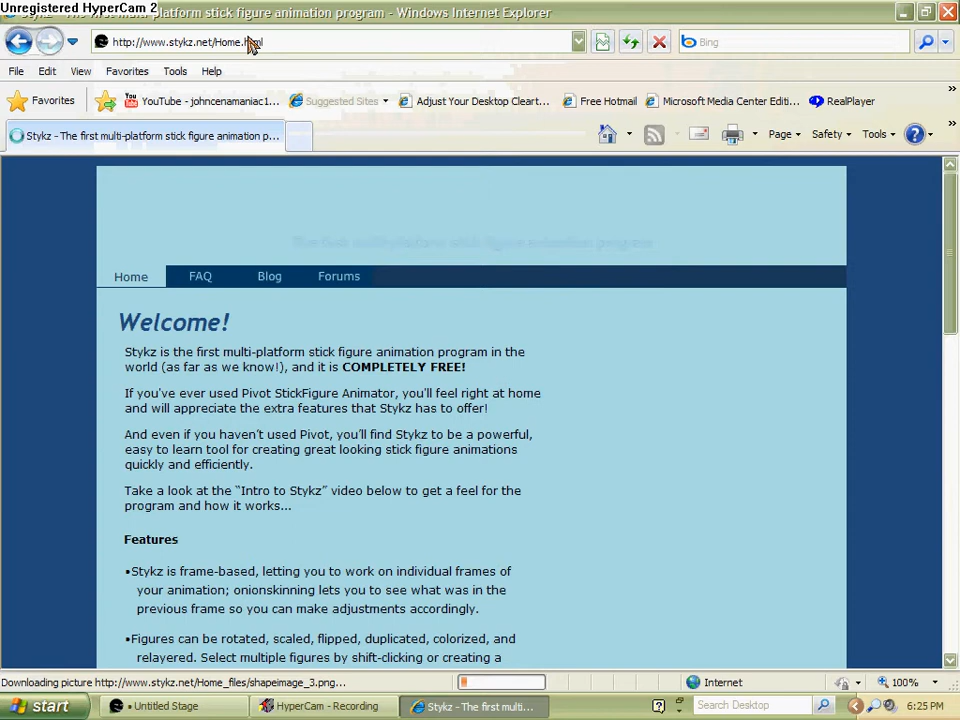 Unregistered HyperCam 2
platform stick figure animation program - Windows Internet Explorer
http://www.stykz.net/Home.html
Bing
File Edit View Favorites Tools Help
Favorites YouTube - johncenamaniac1... Suggested Sites Adjust Your Desktop Cleart... Free Hotmail Microsoft Media Center Editi... RealPlayer
Stykz - The first multi-platform stick figure animation p... Page Safety Tools
The first multi-platform stick figure animation program
Home FAQ Blog Forums
Welcome!
Stykz is the first multi-platform stick figure animation program in the
world (as far as we know!), and it is COMPLETELY FREE!
If you've ever used Pivot StickFigure Animator, you'll feel right at home
and will appreciate the extra features that Stykz has to offer!
And even if you haven’t used Pivot, you’ll find Stykz to be a powerful,
easy to learn tool for creating great looking stick figure animations
quickly and efficiently.
Take a look at the “Intro to Stykz” video below to get a feel for the
program and how it works...
Features
•Stykz is frame-based, letting you to work on individual frames of
your animation; onionskinning lets you to see what was in the
previous frame so you can make adjustments accordingly.
•Figures can be rotated, scaled, flipped, duplicated, colorized, and
relayered. Select multiple figures by shift-clicking or creating a
Downloading picture http://www.stykz.net/Home_files/shapeimage_3.png... Internet 100%
start • Untitled Stage HyperCam - Recording Stykz - The first multi... Search Desktop 6:25 PM